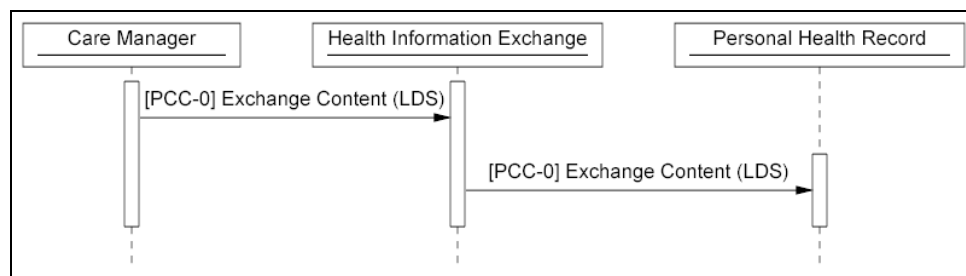 Care Manager
Health Information Exchange
Personal Health Record
[PCC-0] Exchange Content (LDS)
[PCC-0] Exchange Content (LDS)